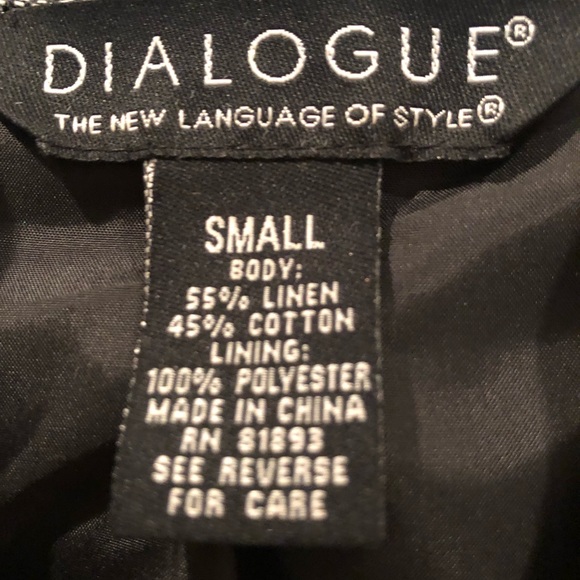 DIALOGUE®
THE NEW LANGUAGE OF STYLE®
SMALL
BODY:
55% LINEN
45% COTTON
LINING:
100% POLYESTER
MADE IN CHINA
RN 81893
SEE REVERSE
FOR CARE